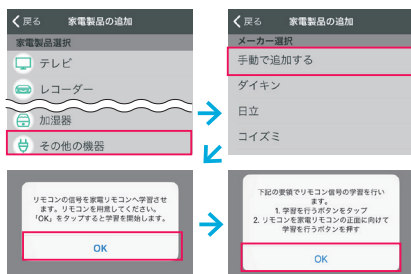 戻る 家電製品の追加
家電製品選択
テレビ
レコーダー
加湿器
その他の機器
戻る 家電製品の追加
メーカー選択
手動で追加する
ダイキン
日立
コイズミ
リモコンの信号を家電リモコンへ学習させ
ます。リモコンを用意してください。
「OK」をタップすると学習を開始します。
OK
下記の要領でリモコン信号の学習を行い
ます。
1. 学習を行うボタンをタップ
2. リモコンを家電リモコンの正面に向けて
学習を行うボタンを押す
OK